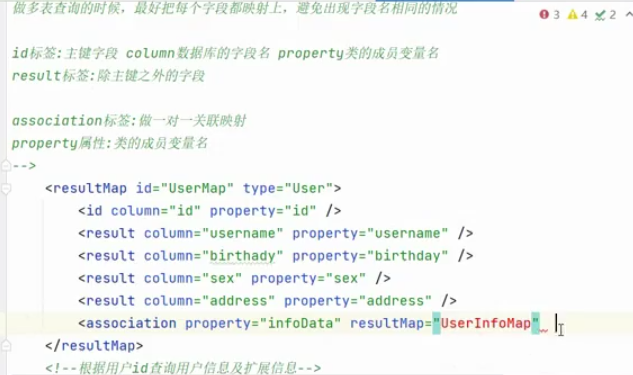 做多表查询的时候，最好把每个字段都映射上，避免出现字段名相同的情况
3 4 2
id标签:主键字段 column数据库的字段名 property类的成员变量名
result标签:除主键之外的字段
association标签:做一对一关联映射
property属性:类的成员变量名
-->
<resultMap id="UserMap" type="User">
<id column="id" property="id" />
<result column="username" property="username" />
<result column="birthady" property="birthday" />
<result column="sex" property="sex" />
<result column="address" property="address" />
<association property="infoData" resultMap="UserInfoMap"
</resultMap>
<!--根据用户id查询用户信息及扩展信息-->